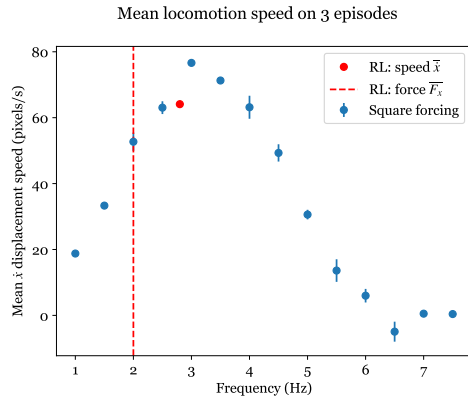 Mean locomotion speed on 3 episodes
80
60
40
20
0
Mean ẋ displacement speed (pixels/s)
RL: speed x̄̇
RL: force F̄ₓ
Square forcing
1 2 3 4 5 6 7
Frequency (Hz)